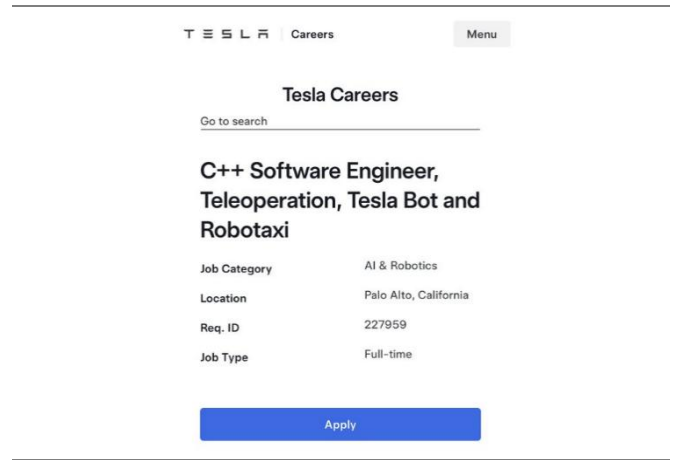 TESLA Careers Menu
Tesla Careers
Go to search
C++ Software Engineer,
Teleoperation, Tesla Bot and
Robotaxi
Job Category AI & Robotics
Location Palo Alto, California
Req. ID 227959
Job Type Full-time
Apply